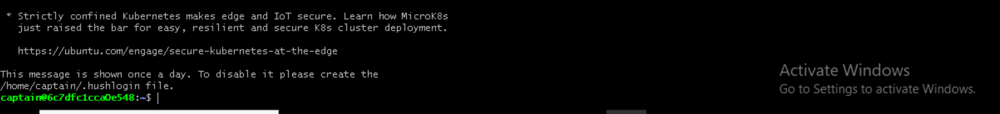 * Strictly confined Kubernetes makes edge and IoT secure. Learn how MicroK8s
just raised the bar for easy, resilient and secure K8s cluster deployment.
https://ubuntu.com/engage/secure-kubernetes-at-the-edge
This message is shown once a day. To disable it please create the
/home/captain/.hushlogin file.
captain@6c7dfc1cca0e548:~$
Activate Windows
Go to Settings to activate Windows.